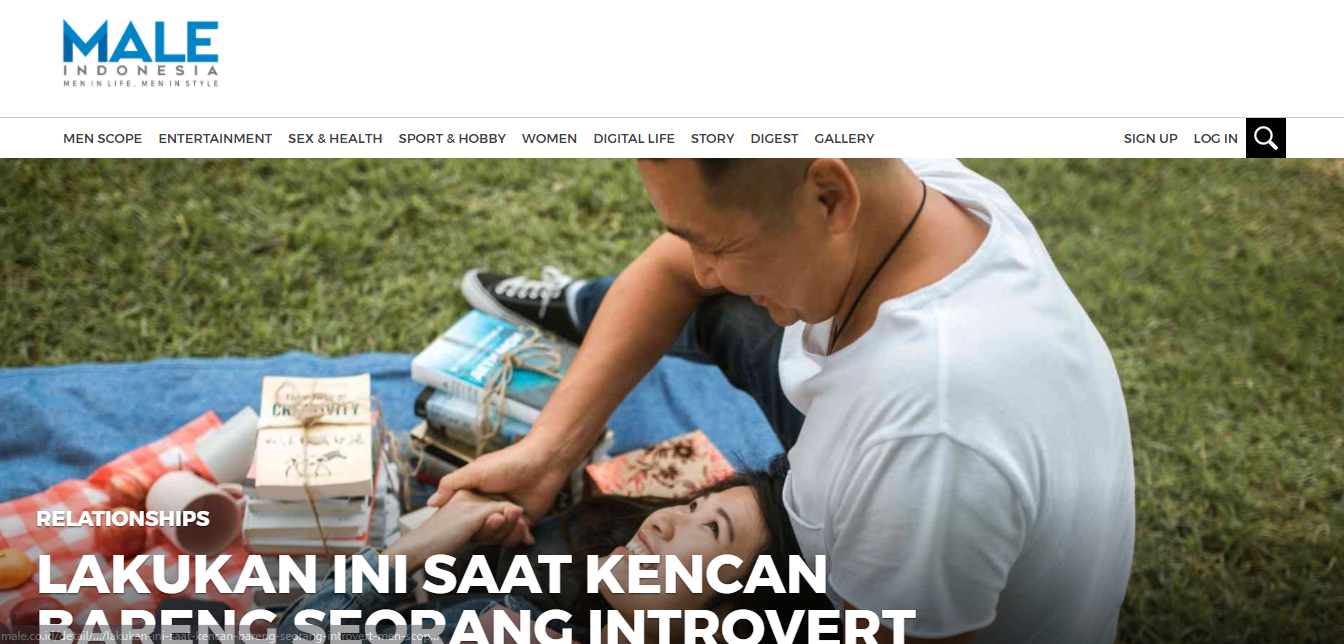 MALE
INDONESIA
MEN IN LIFE, MEN IN STYLE
MEN SCOPE ENTERTAINMENT SEX & HEALTH SPORT & HOBBY WOMEN DIGITAL LIFE STORY DIGEST GALLERY SIGN UP LOG IN
CREATIVITY
RELATIONSHIPS
LAKUKAN INI SAAT KENCAN
BARENG SEORANG INTROVERT
male.co.id/detail/.../lakukan-ini-saat-kencan-bareng-seorang-introvert-men-scop...